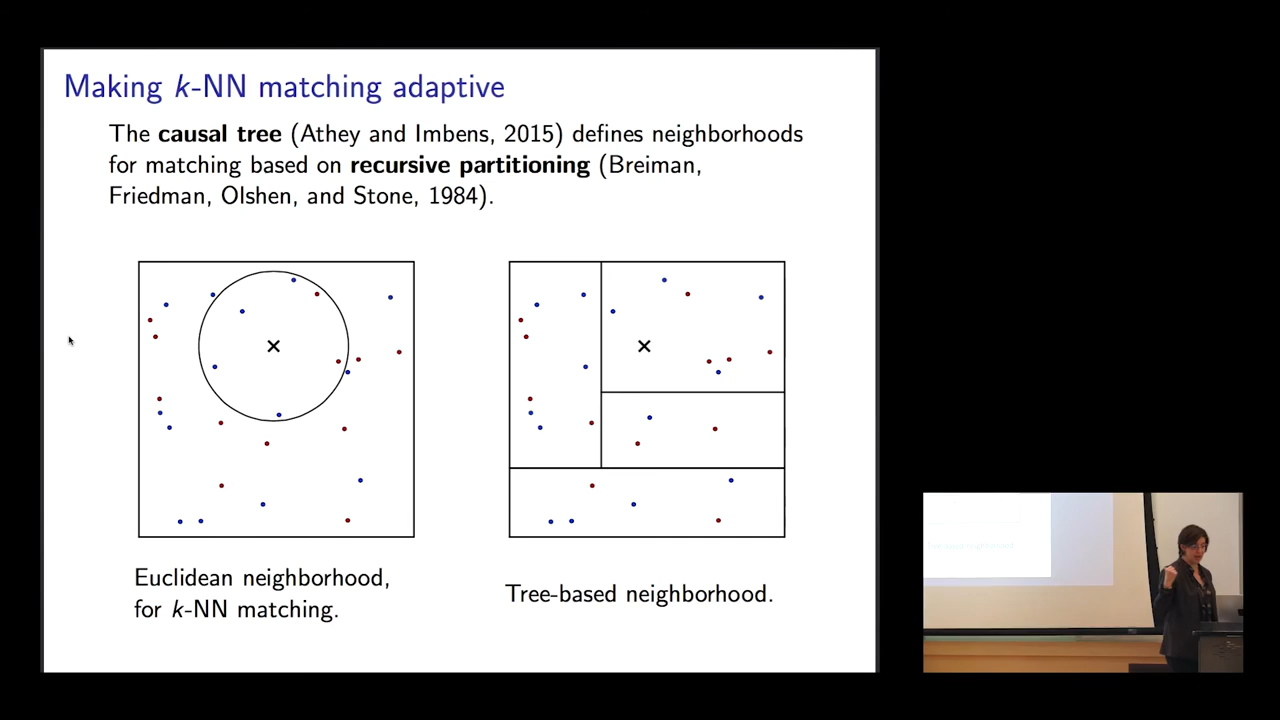 Making k-NN matching adaptive
The causal tree (Athey and Imbens, 2015) defines neighborhoods
for matching based on recursive partitioning (Breiman,
Friedman, Olshen, and Stone, 1984).
Euclidean neighborhood,
for k-NN matching.
Tree-based neighborhood.